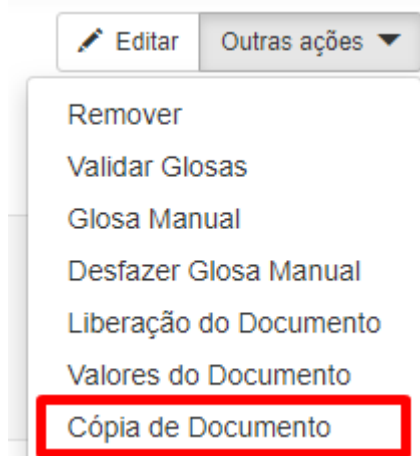 Editar Outras ações
Remover
Validar Glosas
Glosa Manual
Desfazer Glosa Manual
Liberação do Documento
Valores do Documento
Cópia de Documento